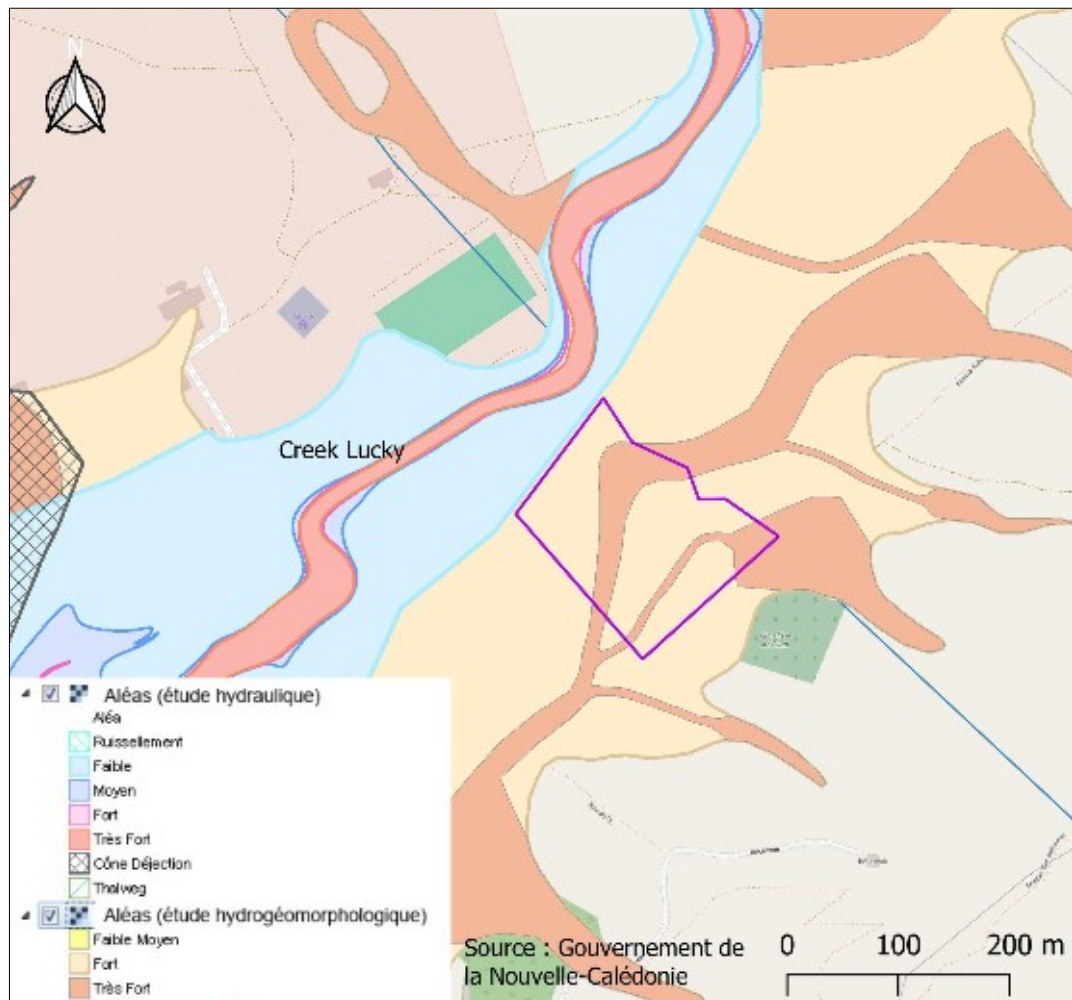 N
Creek Lucky
Aléas (étude hydraulique)
Aléa
Ruissellement
Faible
Moyen
Fort
Très Fort
Cône Déjection
Thalweg
Aléas (étude hydrogéomorphologique)
Faible Moyen
Fort
Très Fort
Source : Gouvernement de
la Nouvelle-Calédonie
0 100 200 m